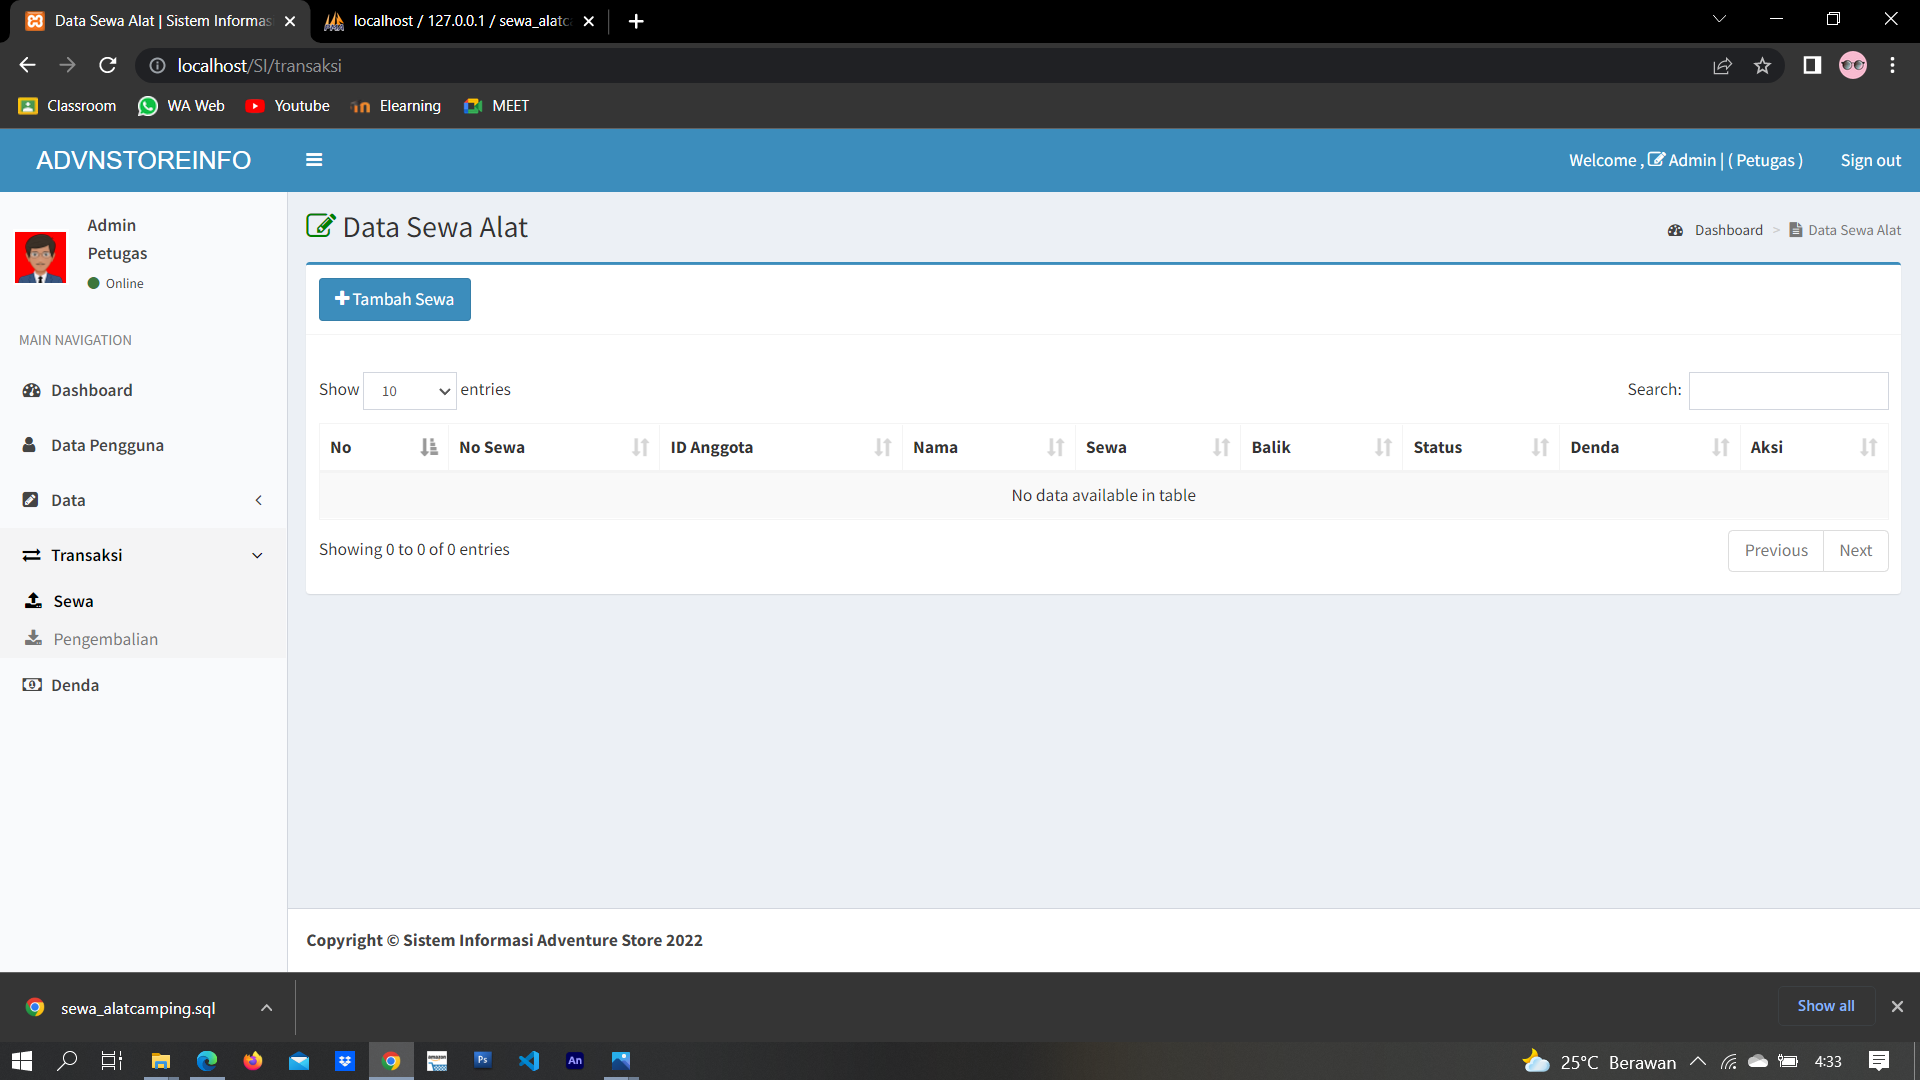 Data Sewa Alat | Sistem Informas
localhost / 127.0.0.1 / sewa_alatc
localhost/SI/transaksi
Classroom
WA Web
Youtube
Elearning
MEET
ADVNSTOREINFO
Welcome , Admin | ( Petugas )
Sign out
Admin
Petugas
Online
MAIN NAVIGATION
Dashboard
Data Pengguna
Data
Transaksi
Sewa
Pengembalian
Denda
Data Sewa Alat
Dashboard > Data Sewa Alat
Tambah Sewa
Show 10 entries
Search:
No
No Sewa
ID Anggota
Nama
Sewa
Balik
Status
Denda
Aksi
No data available in table
Showing 0 to 0 of 0 entries
Previous
Next
Copyright © Sistem Informasi Adventure Store 2022
sewa_alatcamping.sql
Show all
Ps
An
25°C Berawan
4:33